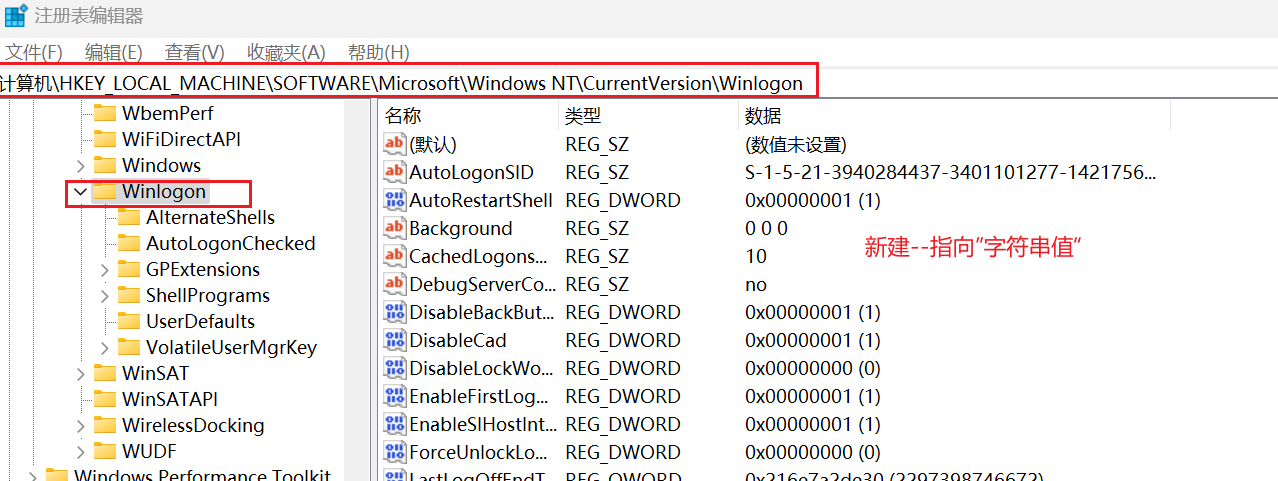 注册表编辑器
文件(F) 编辑(E) 查看(V) 收藏夹(A) 帮助(H)
计算机\HKEY_LOCAL_MACHINE\SOFTWARE\Microsoft\Windows NT\CurrentVersion\Winlogon
WbemPerf
WiFiDirectAPI
Windows
Winlogon
AlternateShells
AutoLogonChecked
GPExtensions
ShellPrograms
UserDefaults
VolatileUserMgrKey
WinSAT
WinSATAPI
WirelessDocking
WUDF
Windows Performance Toolkit
名称 类型 数据
(默认) REG_SZ (数值未设置)
AutoLogonSID REG_SZ S-1-5-21-3940284437-3401101277-1421756...
AutoRestartShell REG_DWORD 0x00000001 (1)
Background REG_SZ 0 0 0
CachedLogons... REG_SZ 10
DebugServerCo... REG_SZ no
DisableBackBut... REG_DWORD 0x00000001 (1)
DisableCad REG_DWORD 0x00000001 (1)
DisableLockWo... REG_DWORD 0x00000000 (0)
EnableFirstLog... REG_DWORD 0x00000001 (1)
EnableSIHostInt... REG_DWORD 0x00000001 (1)
ForceUnlockLo... REG_DWORD 0x00000000 (0)
LastLogOffEndT... REG_QWORD 0x216e7a2de30 (2297398746672)
新建--指向”字符串值“